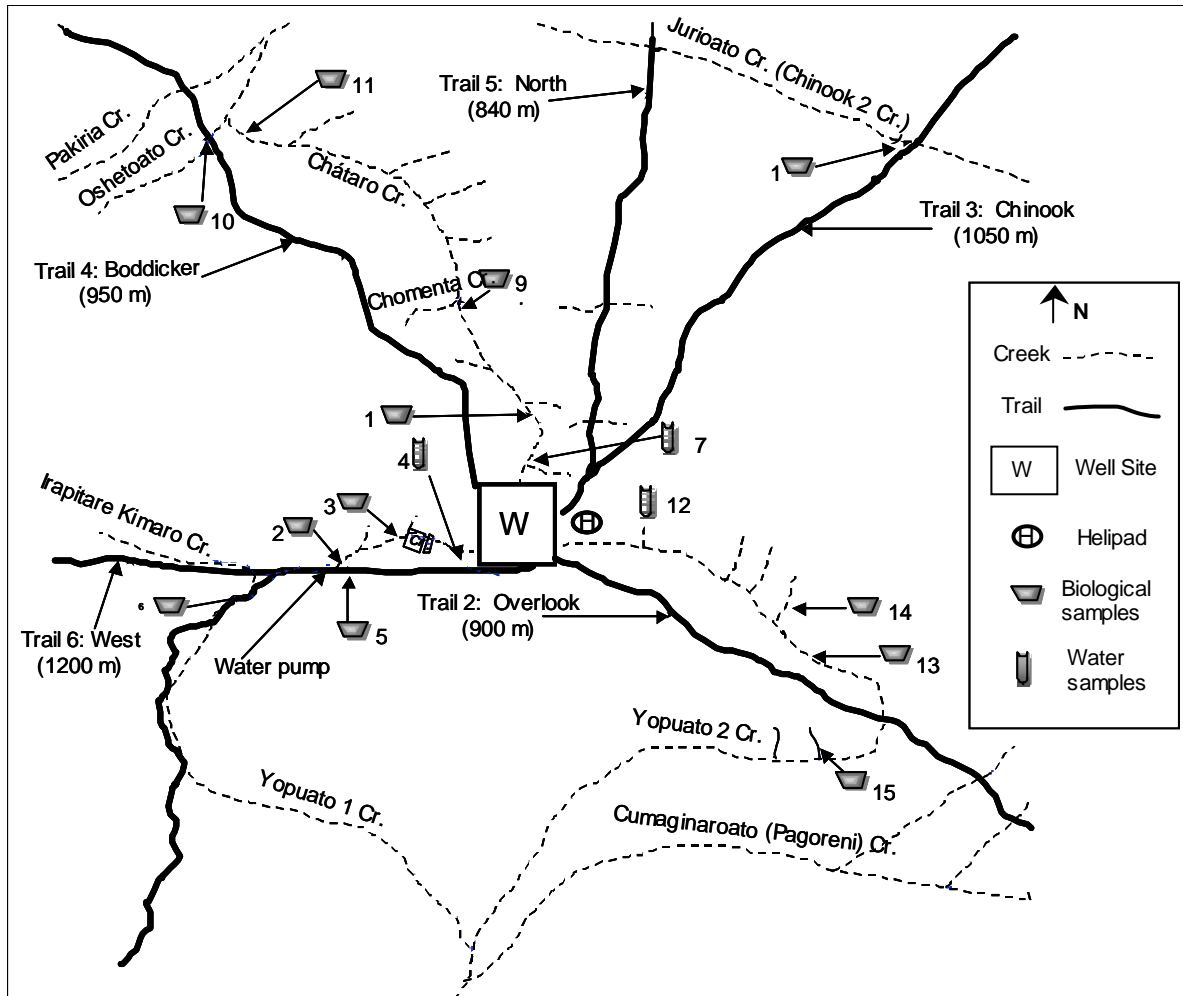 Jurioato Cr. (Chinook 2 Cr.)
Trail 5: North
(840 m)
11
Pakiria Cr.
Oshetoato Cr.
Chátaro Cr.
1
10
Trail 3: Chinook
(1050 m)
Trail 4: Boddicker
(950 m)
Chomenta Cr.
9
N
Creek
Trail
W
Well Site
H
Helipad
Biological
samples
Water
samples
1
4
7
Irapitare Kimaro Cr.
2
3
W
H
12
6
5
Trail 6: West
(1200 m)
Water pump
Trail 2: Overlook
(900 m)
14
13
Yopuato 2 Cr.
15
Yopuato 1 Cr.
Cumaginaroato (Pagoreni) Cr.